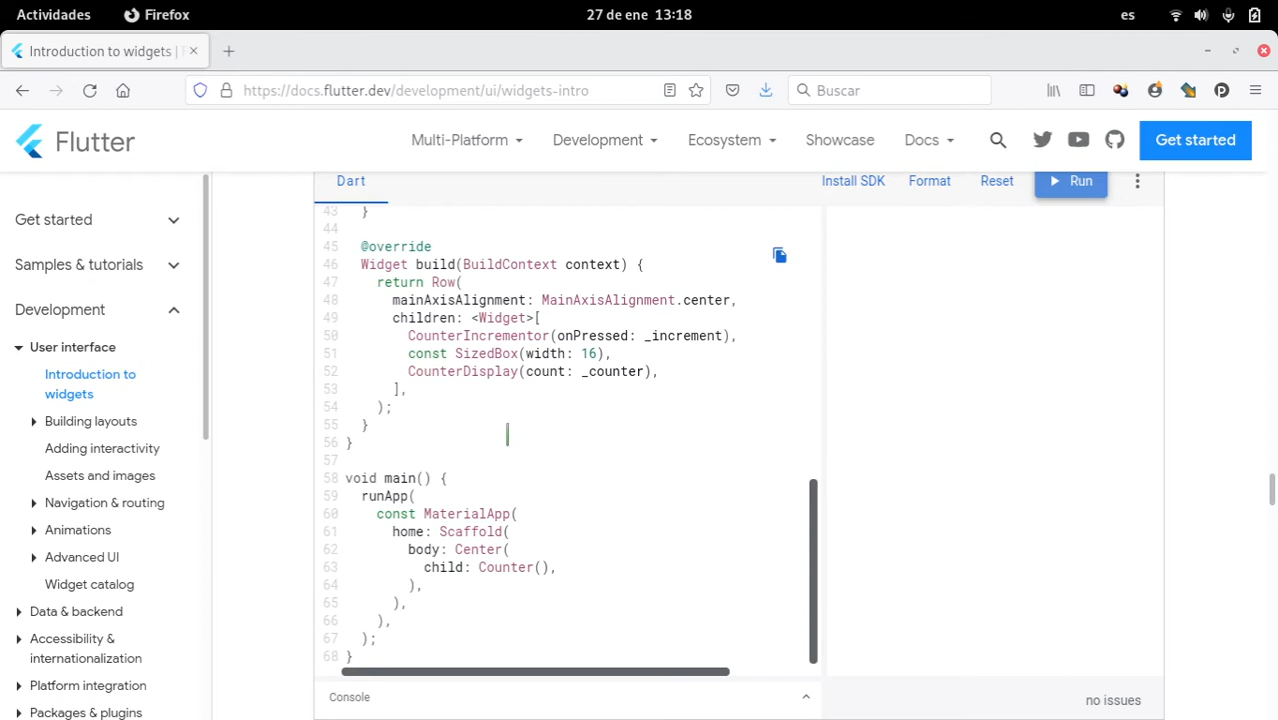 Actividades Firefox 27 de ene 13:18 es
Introduction to widgets |
https://docs.flutter.dev/development/ui/widgets-intro Buscar
Flutter Multi-Platform Development Ecosystem Showcase Docs Get started
Get started
Samples & tutorials
Development
User interface
Introduction to
widgets
Building layouts
Adding interactivity
Assets and images
Navigation & routing
Animations
Advanced UI
Widget catalog
Data & backend
Accessibility &
internationalization
Platform integration
Packages & plugins
Dart Install SDK Format Reset Run
43 }
44
45 @override
46 Widget build(BuildContext context) {
47 return Row(
48 mainAxisAlignment: MainAxisAlignment.center,
49 children: <Widget>[
50 CounterIncrementor(onPressed: _increment),
51 const SizedBox(width: 16),
52 CounterDisplay(count: _counter),
53 ],
54 );
55 }
56 }
57
58 void main() {
59 runApp(
60 const MaterialApp(
61 home: Scaffold(
62 body: Center(
63 child: Counter(),
64 ),
65 ),
66 ),
67 );
68 }
Console
no issues